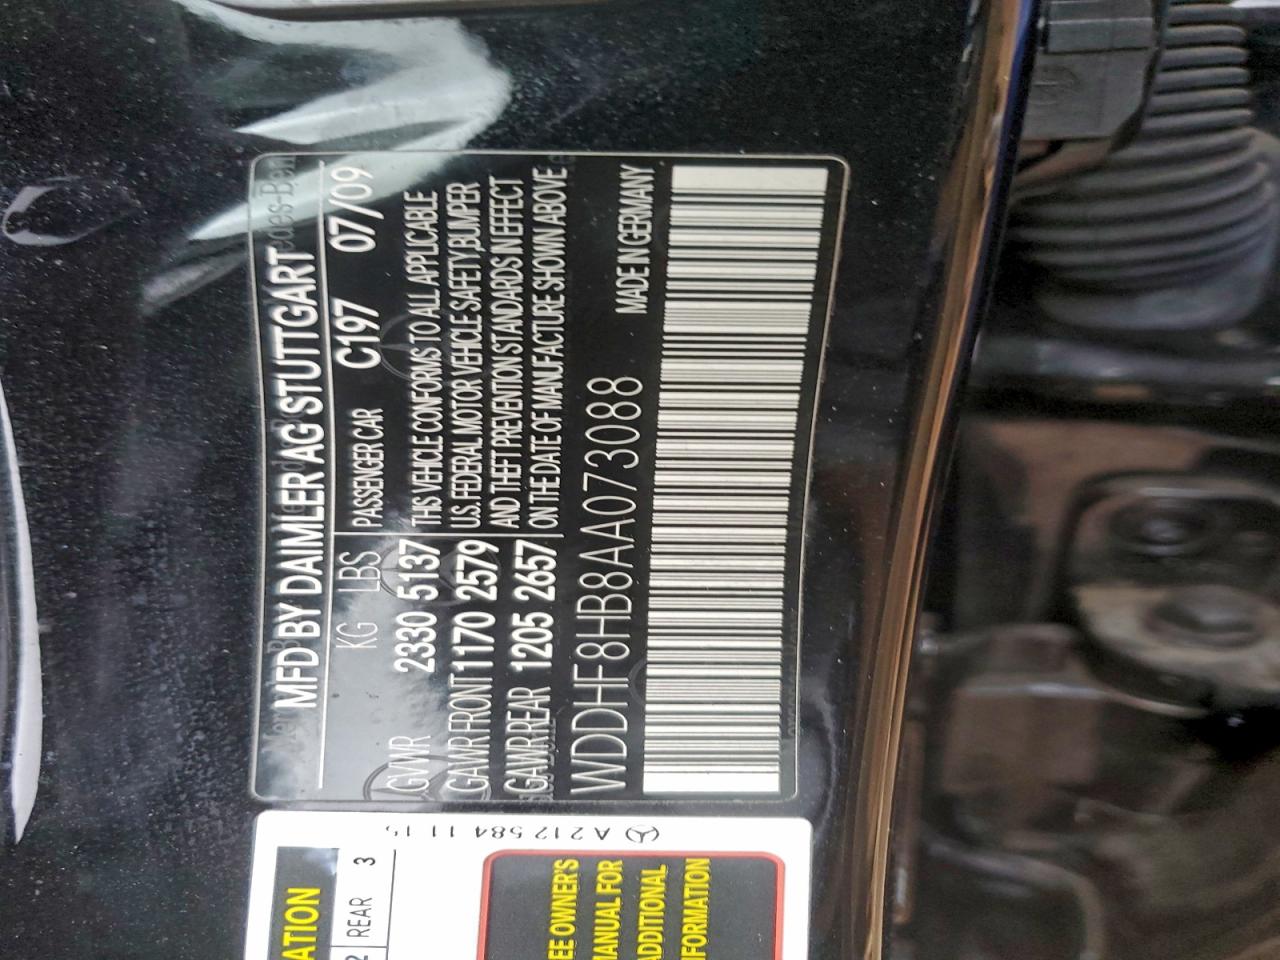 MFD BY DAIMLER AG STUTTGART
KG LBS PASSENGER CAR C197 07/09
GVWR 2330 5137 THIS VEHICLE CONFORMS TO ALL APPLICABLE
GAWR FRONT 1170 2579 U.S. FEDERAL MOTOR VEHICLE SAFETY,BUMPER
GAWR REAR 1205 2657 AND THEFT PREVENTION STANDARDS IN EFFECT
ON THE DATE OF MANUFACTURE SHOWN ABOVE
WDDHF8HB8AA073088 MADE IN GERMANY
A 212 584 11 15
ATION
2 REAR 3
EE OWNER'S
MANUAL FOR
ADDITIONAL
FORMATION